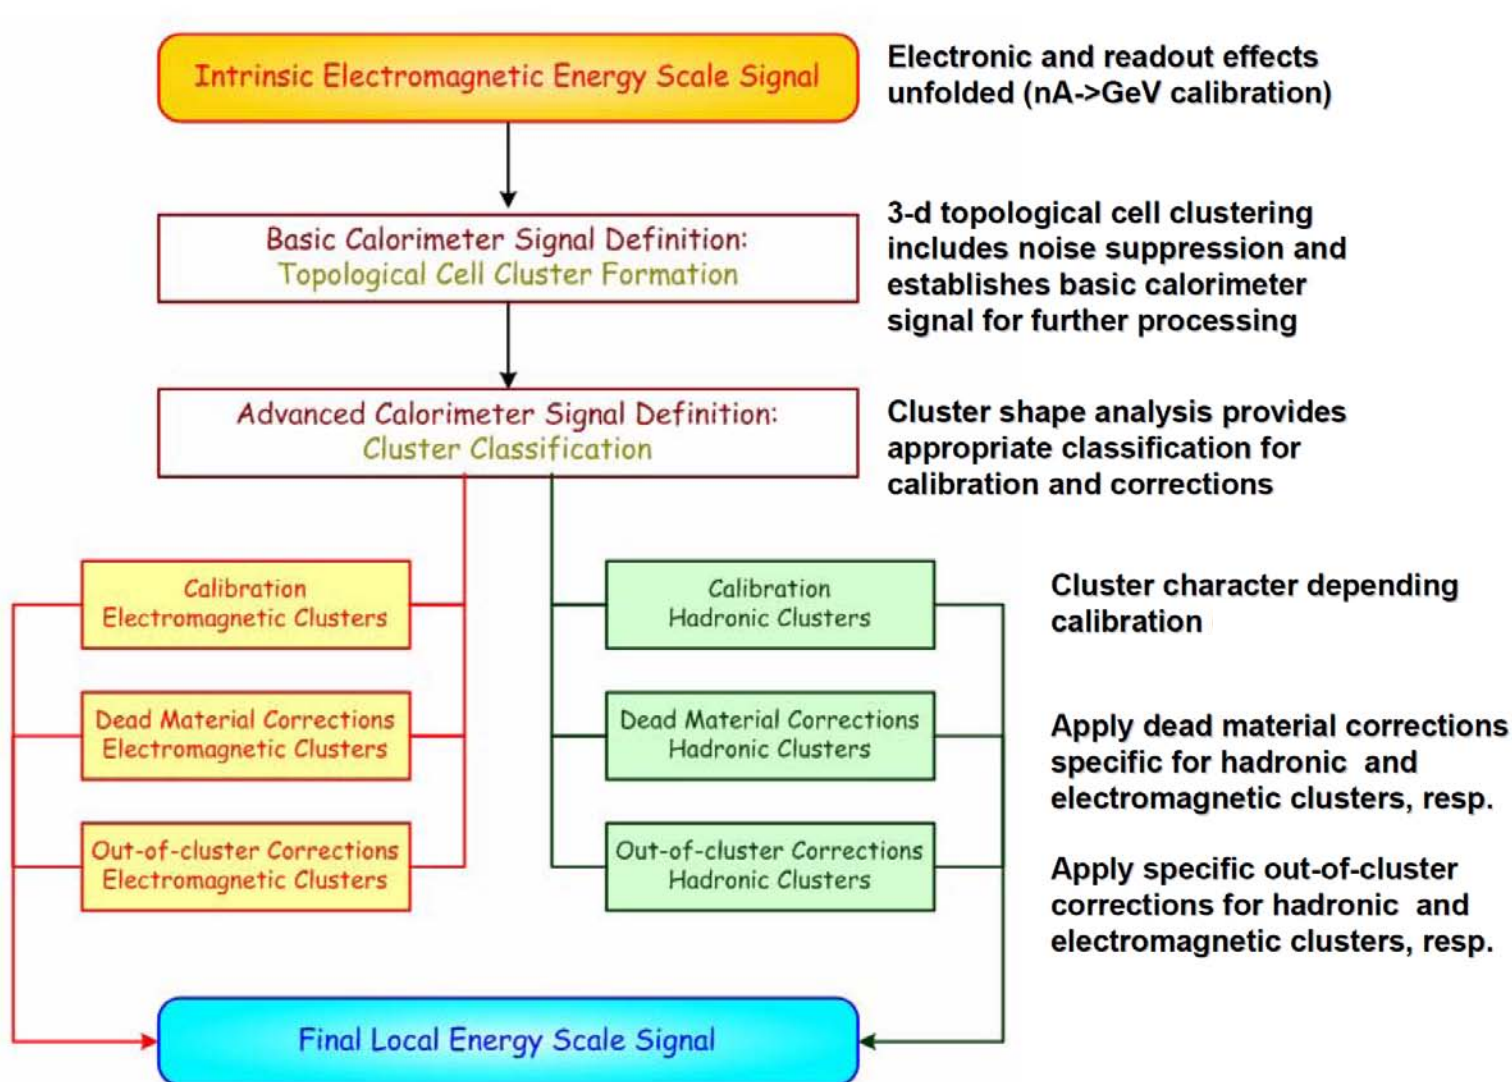 Intrinsic Electromagnetic Energy Scale Signal
Electronic and readout effects
unfolded (nA->GeV calibration)
Basic Calorimeter Signal Definition:
Topological Cell Cluster Formation
3-d topological cell clustering
includes noise suppression and
establishes basic calorimeter
signal for further processing
Advanced Calorimeter Signal Definition:
Cluster Classification
Cluster shape analysis provides
appropriate classification for
calibration and corrections
Calibration
Electromagnetic Clusters
Calibration
Hadronic Clusters
Cluster character depending
calibration
Dead Material Corrections
Electromagnetic Clusters
Dead Material Corrections
Hadronic Clusters
Apply dead material corrections
specific for hadronic and
electromagnetic clusters, resp.
Out-of-cluster Corrections
Electromagnetic Clusters
Out-of-cluster Corrections
Hadronic Clusters
Apply specific out-of-cluster
corrections for hadronic and
electromagnetic clusters, resp.
Final Local Energy Scale Signal